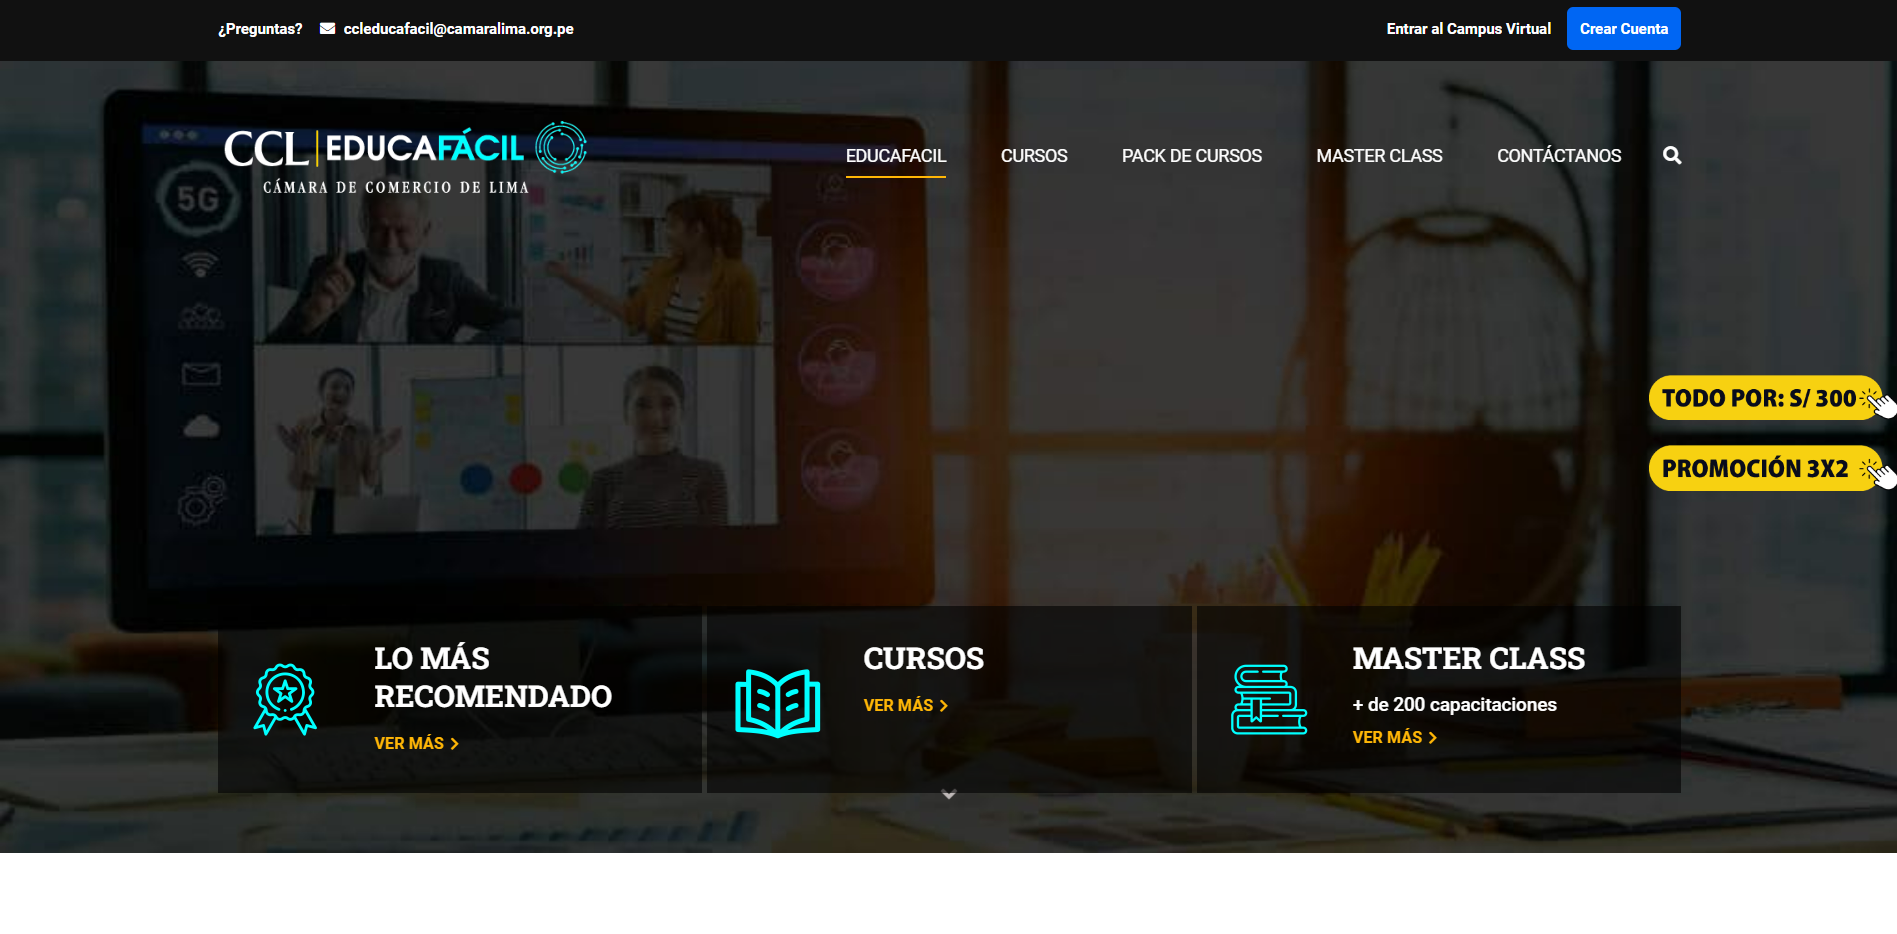 ¿Preguntas? ccleducafacil@camaralima.org.pe
Entrar al Campus Virtual
Crear Cuenta
CCL EDUCAFÁCIL
CÁMARA DE COMERCIO DE LIMA
EDUCAFACIL
CURSOS
PACK DE CURSOS
MASTER CLASS
CONTÁCTANOS
5G
TODO POR: S/ 300
PROMOCIÓN 3X2
LO MÁS
RECOMENDADO
VER MÁS
CURSOS
VER MÁS
MASTER CLASS
+ de 200 capacitaciones
VER MÁS